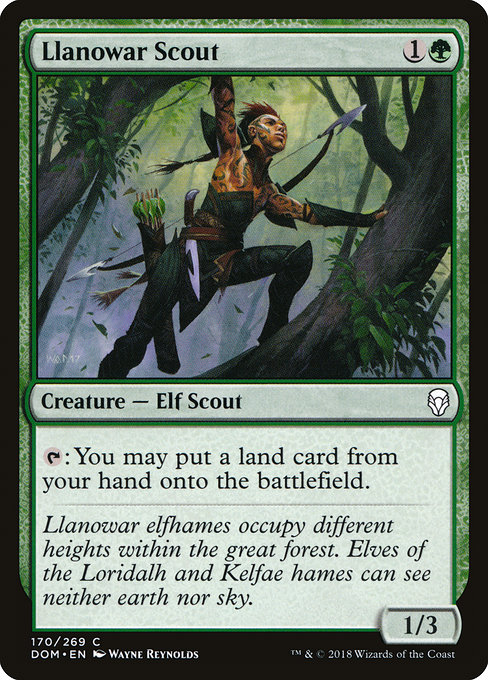 Llanowar Scout 1
Creature — Elf Scout
: You may put a land card from
your hand onto the battlefield.
Llanowar elfhames occupy different
heights within the great forest. Elves of
the Loridalh and Kelfae hames can see
neither earth nor sky.
1/3
170/269 C
DOM • EN Wayne Reynolds
™ & © 2018 Wizards of the Coast